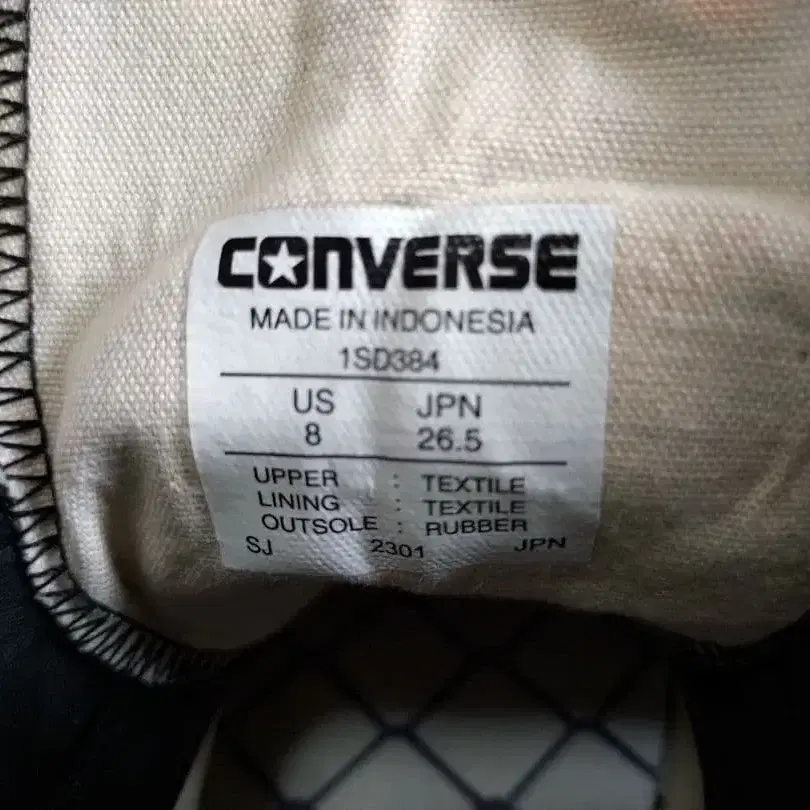 CONVERSE
MADE IN INDONESIA
1SD384
US JPN
8 26.5
UPPER : TEXTILE
LINING : TEXTILE
OUTSOLE : RUBBER
SJ 2301 JPN